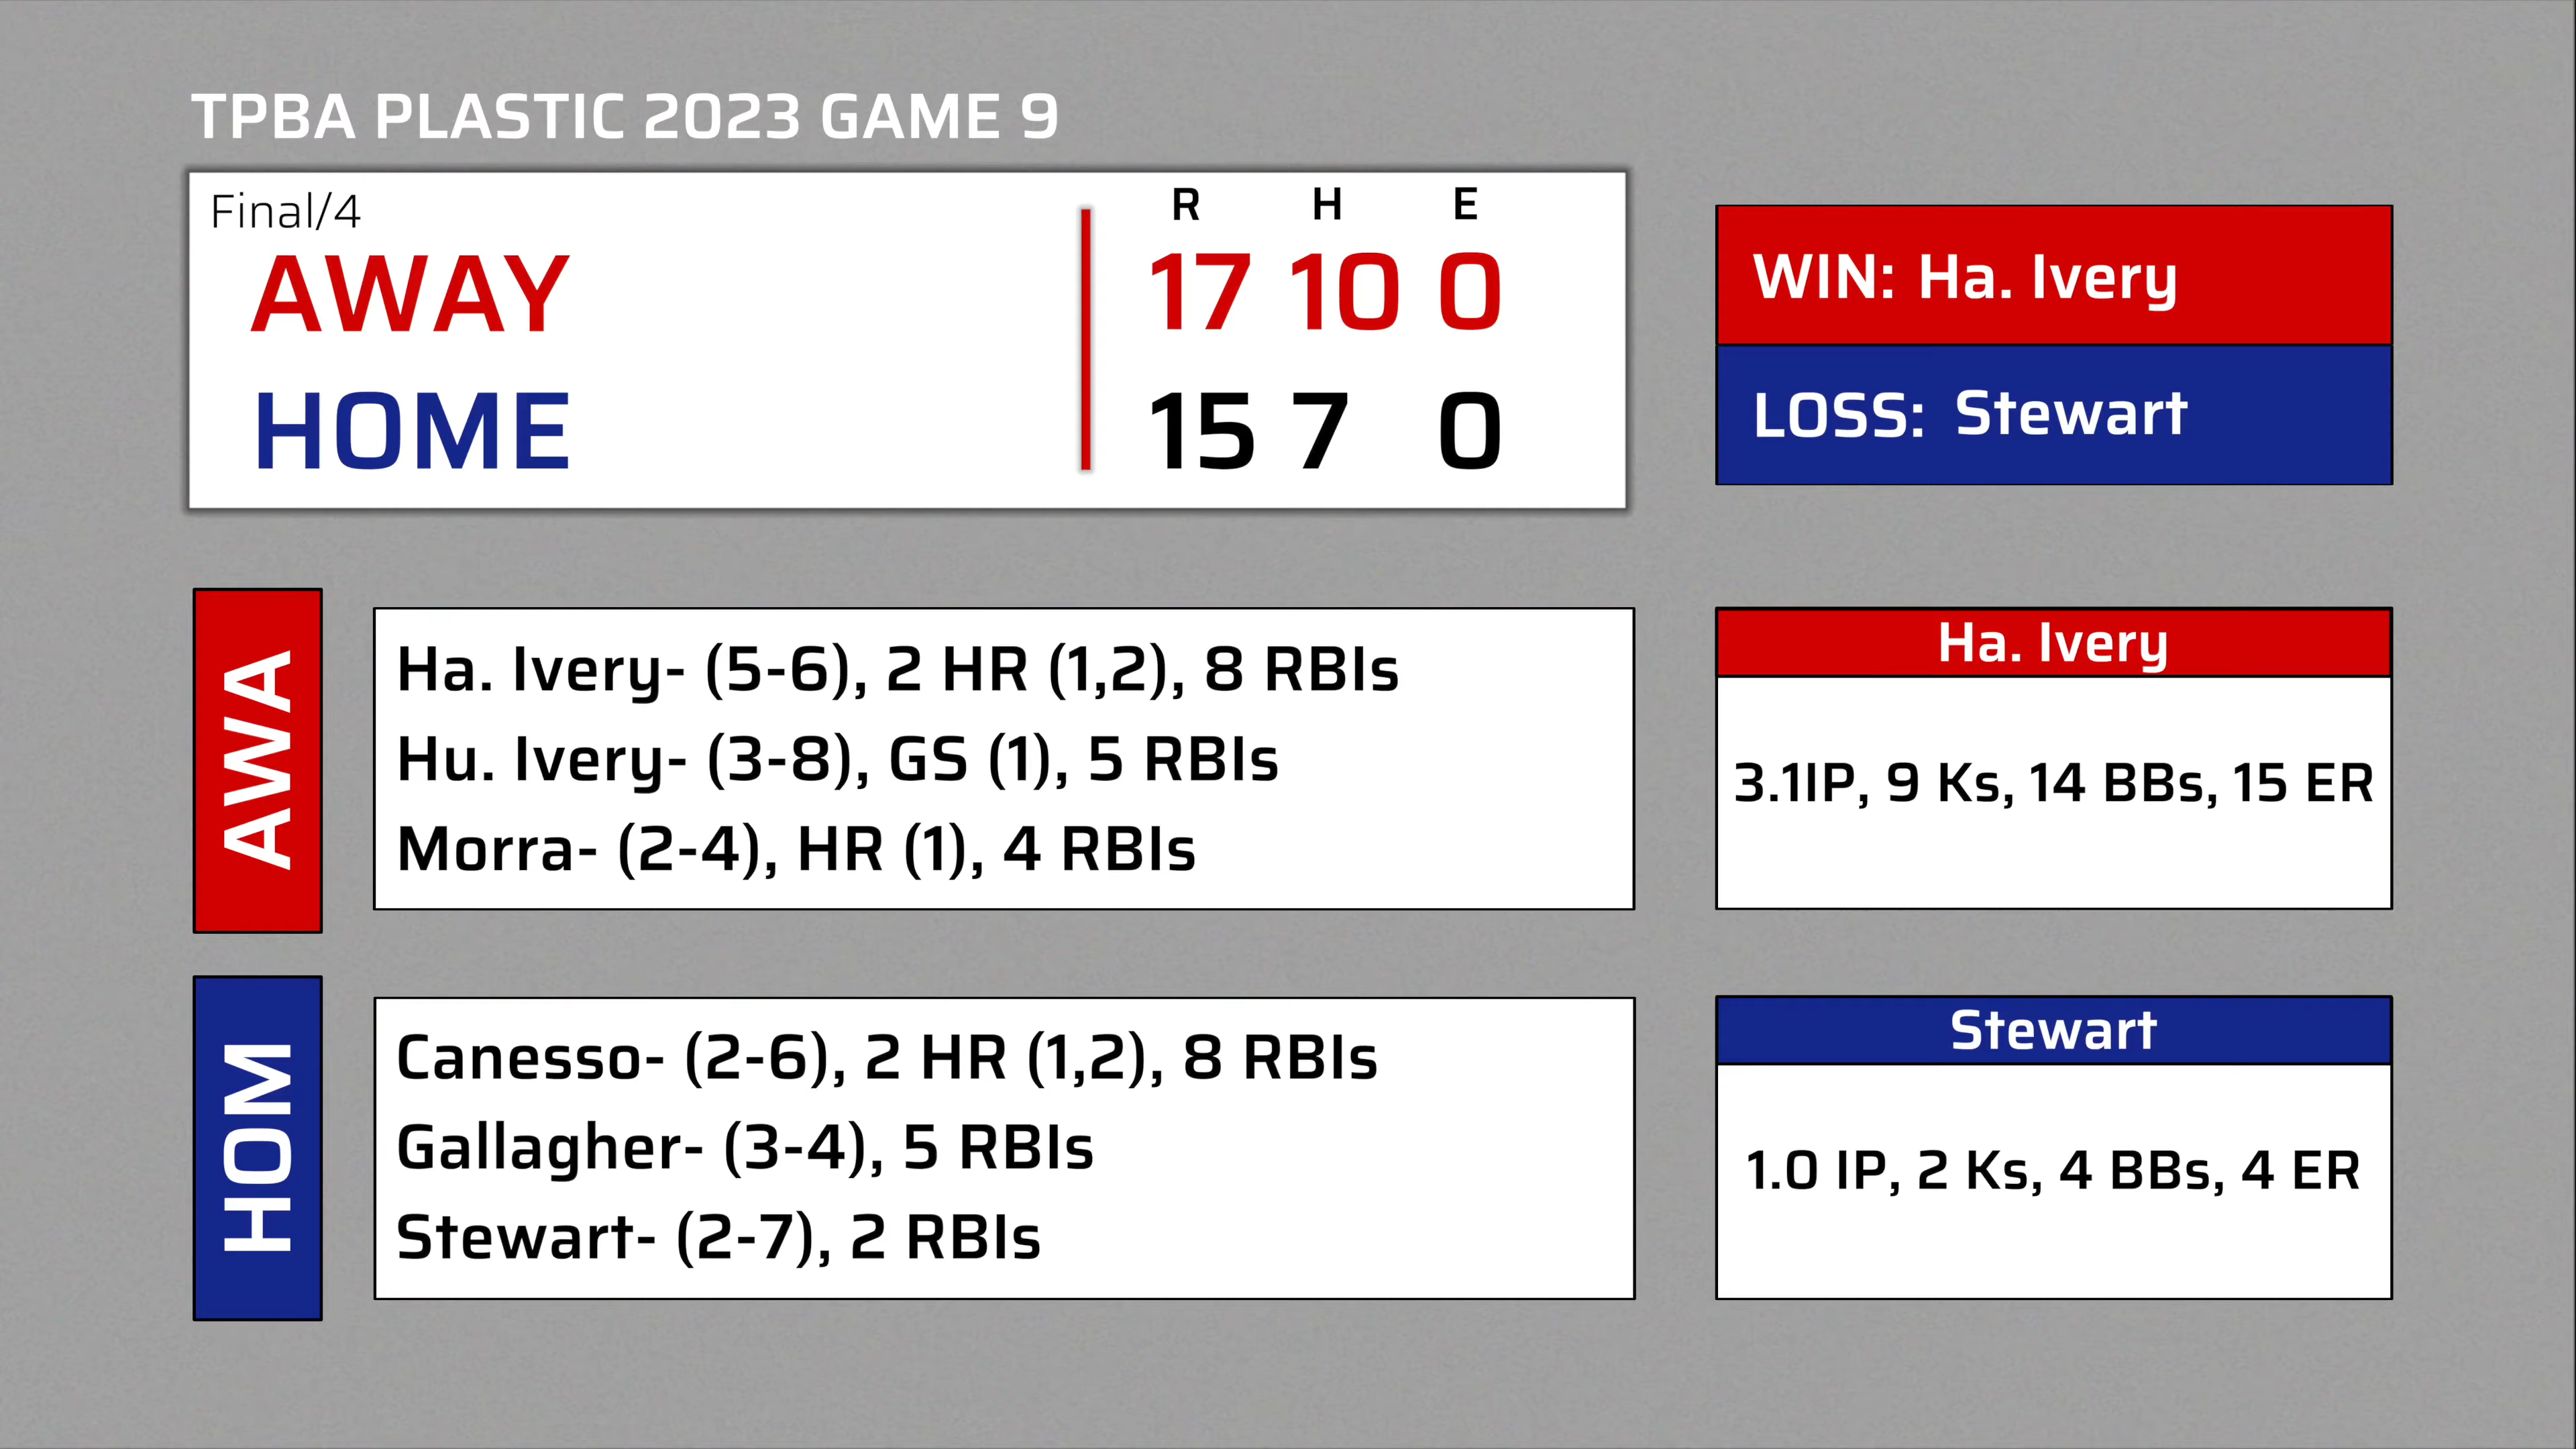 TPBA PLASTIC 2023 GAME 9
Final/4
R H E
AWAY 17 10 0
HOME 15 7 0
WIN: Ha. Ivery
LOSS: Stewart
AWA
Ha. Ivery- (5-6), 2 HR (1,2), 8 RBIs
Hu. Ivery- (3-8), GS (1), 5 RBIs
Morra- (2-4), HR (1), 4 RBIs
Ha. Ivery
3.1IP, 9 Ks, 14 BBs, 15 ER
HOM
Canesso- (2-6), 2 HR (1,2), 8 RBIs
Gallagher- (3-4), 5 RBIs
Stewart- (2-7), 2 RBIs
Stewart
1.0 IP, 2 Ks, 4 BBs, 4 ER